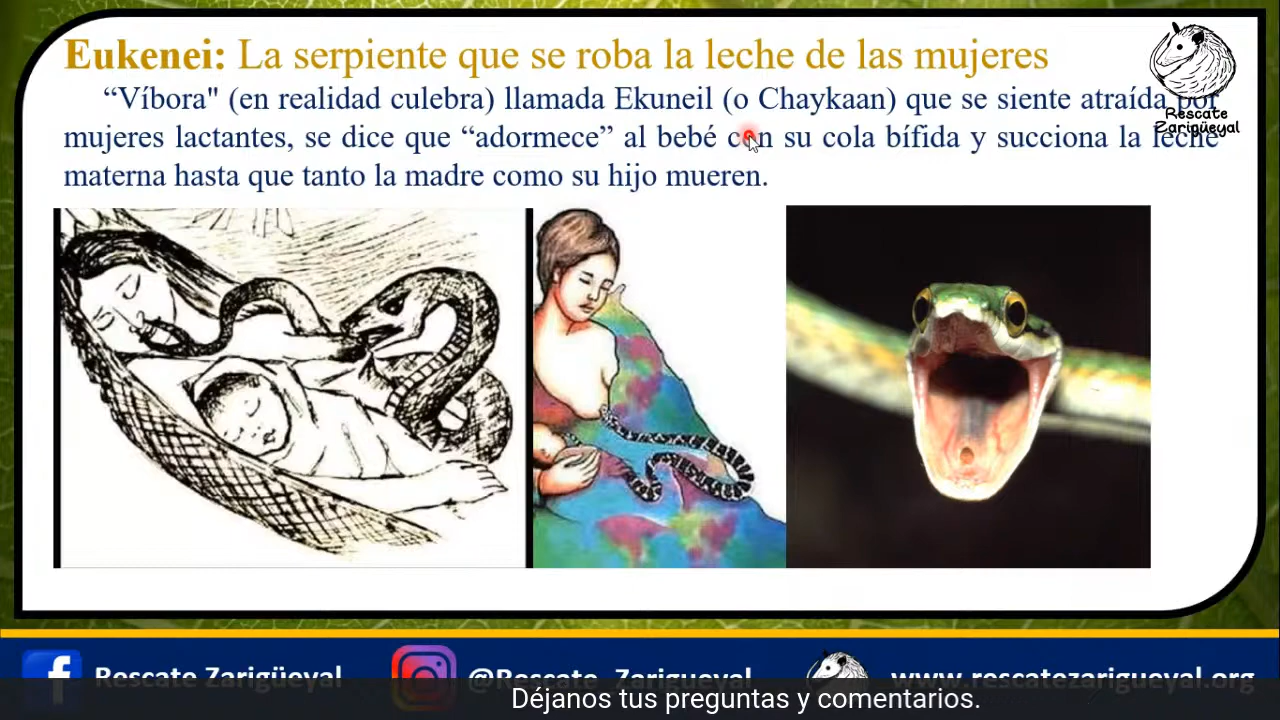 Eukenei: La serpiente que se roba la leche de las mujeres
“Víbora" (en realidad culebra) llamada Ekuneil (o Chaykaan) que se siente atraída por
mujeres lactantes, se dice que “adormece” al bebé con su cola bífida y succiona la leche
materna hasta que tanto la madre como su hijo mueren.
Rescate
Zarigüeyal
Rescate Zarigüeyal
@Rescate_Zarigueyal
www.rescatezarigueyal.org
Déjanos tus preguntas y comentarios.